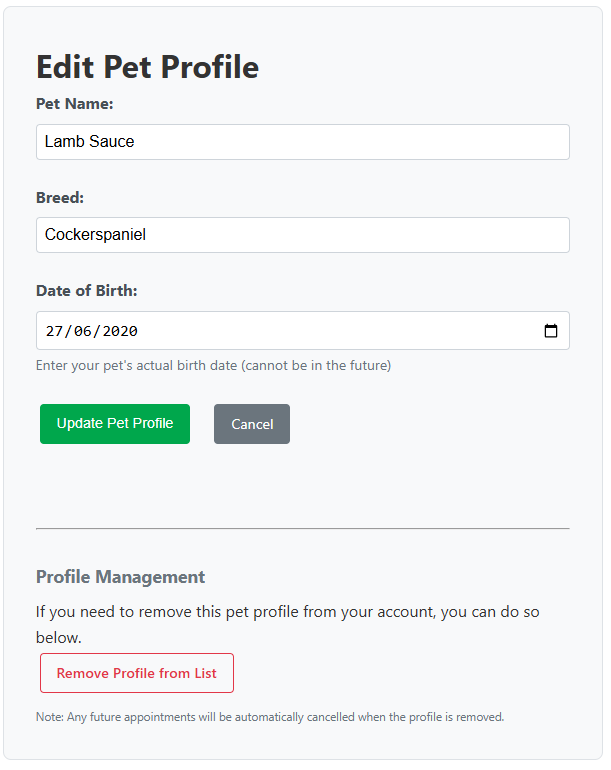 Edit Pet Profile
Pet Name:
Lamb Sauce
Breed:
Cockerspaniel
Date of Birth:
27/06/2020
Enter your pet's actual birth date (cannot be in the future)
Update Pet Profile
Cancel
Profile Management
If you need to remove this pet profile from your account, you can do so
below.
Remove Profile from List
Note: Any future appointments will be automatically cancelled when the profile is removed.